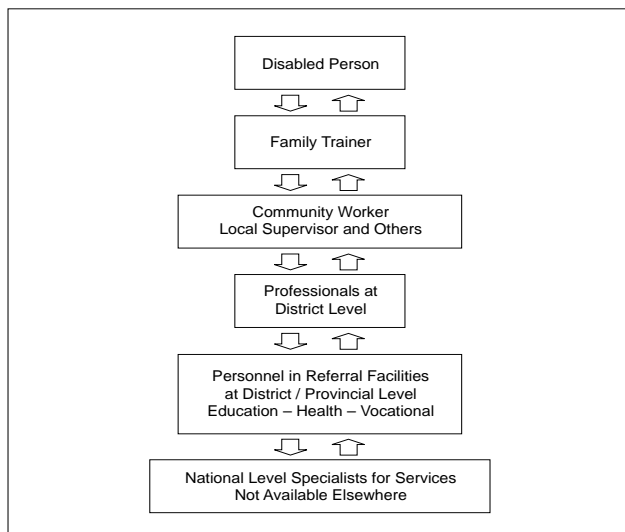 Disabled Person
Family Trainer
Community Worker
Local Supervisor and Others
Professionals at
District Level
Personnel in Referral Facilities
at District / Provincial Level
Education – Health – Vocational
National Level Specialists for Services
Not Available Elsewhere